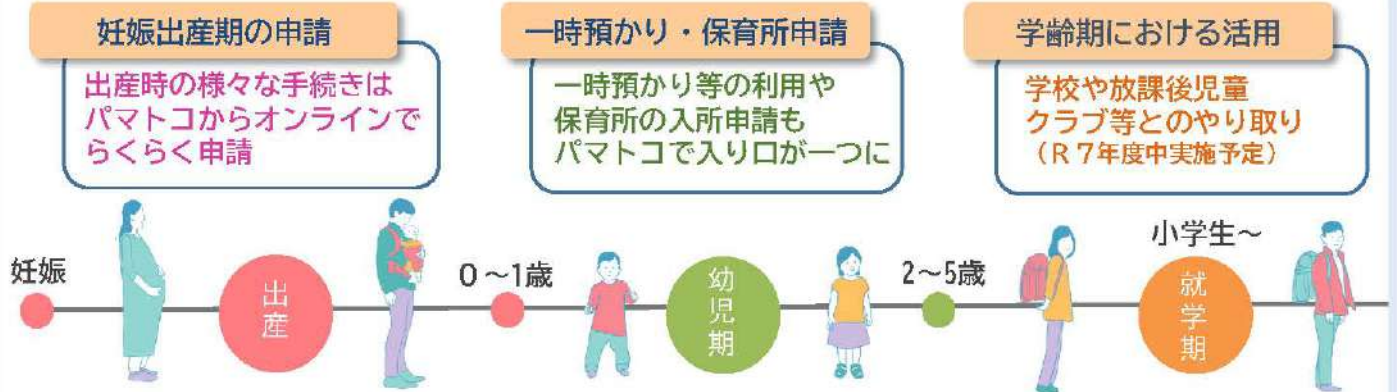 妊娠出産期の申請
出産時の様々な手続きは
パマトコからオンラインで
らくらく申請
一時預かり・保育所申請
一時預かり等の利用や
保育所の入所申請も
パマトコで入り口が一つに
学齢期における活用
学校や放課後児童
クラブ等とのやり取り
（R7年度中実施予定）
妊娠
出産
0～1歳
幼児期
2～5歳
小学生～
就学期